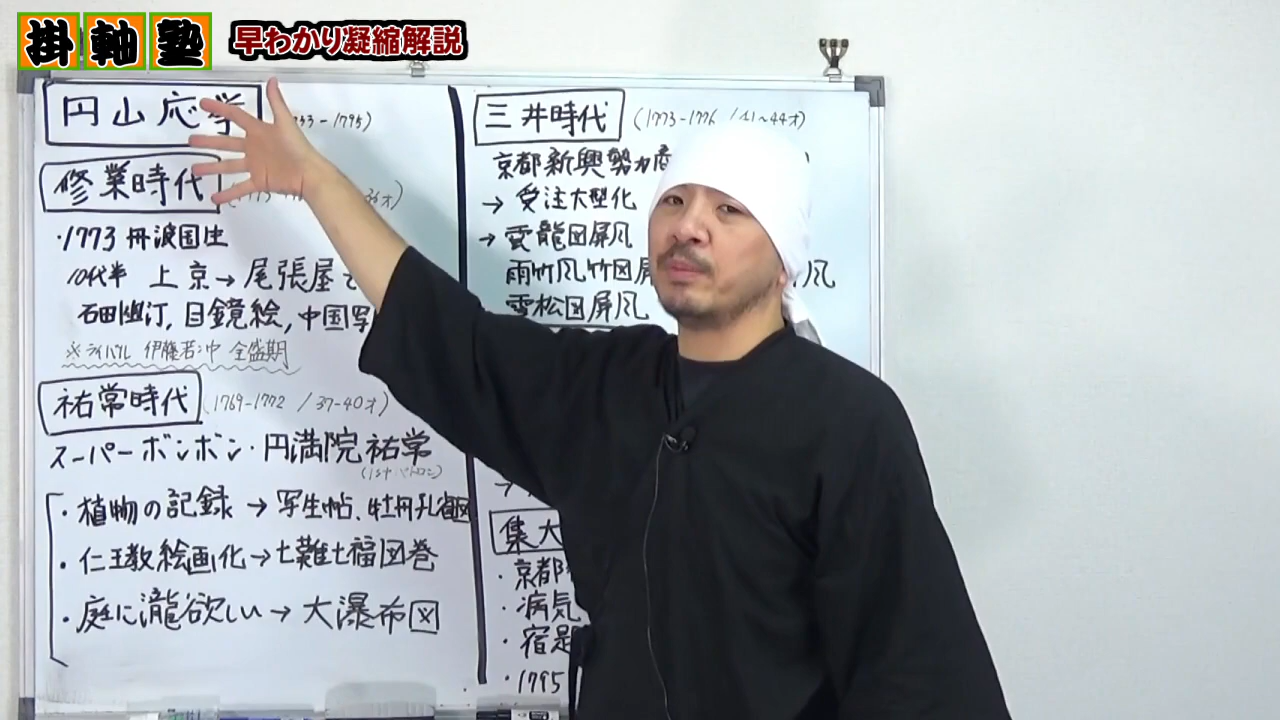 掛軸塾
早わかり凝縮解説
円山応挙
33-1795)
修業時代
・1773 丹波国生
10代半 上京→尾張屋
石田幽汀, 目鏡絵, 中国写
※ライバル 伊藤若冲 全盛期
祐常時代 (1769-1772 / 37-40才)
スーパーボンボン・円満院祐常
・植物の記録 → 写生帖、牡丹孔雀図
・仁王教絵画化→七難七福図巻
・庭に瀧欲しい → 大瀑布図
三井時代 (1773-1776 / 41~44才)
京都新興勢力商
→ 受注大型化
→ 雲龍図屏風
雨竹風竹図屏 風
雪松図屏風
集大
・京都
・病気
・宿題
・1795